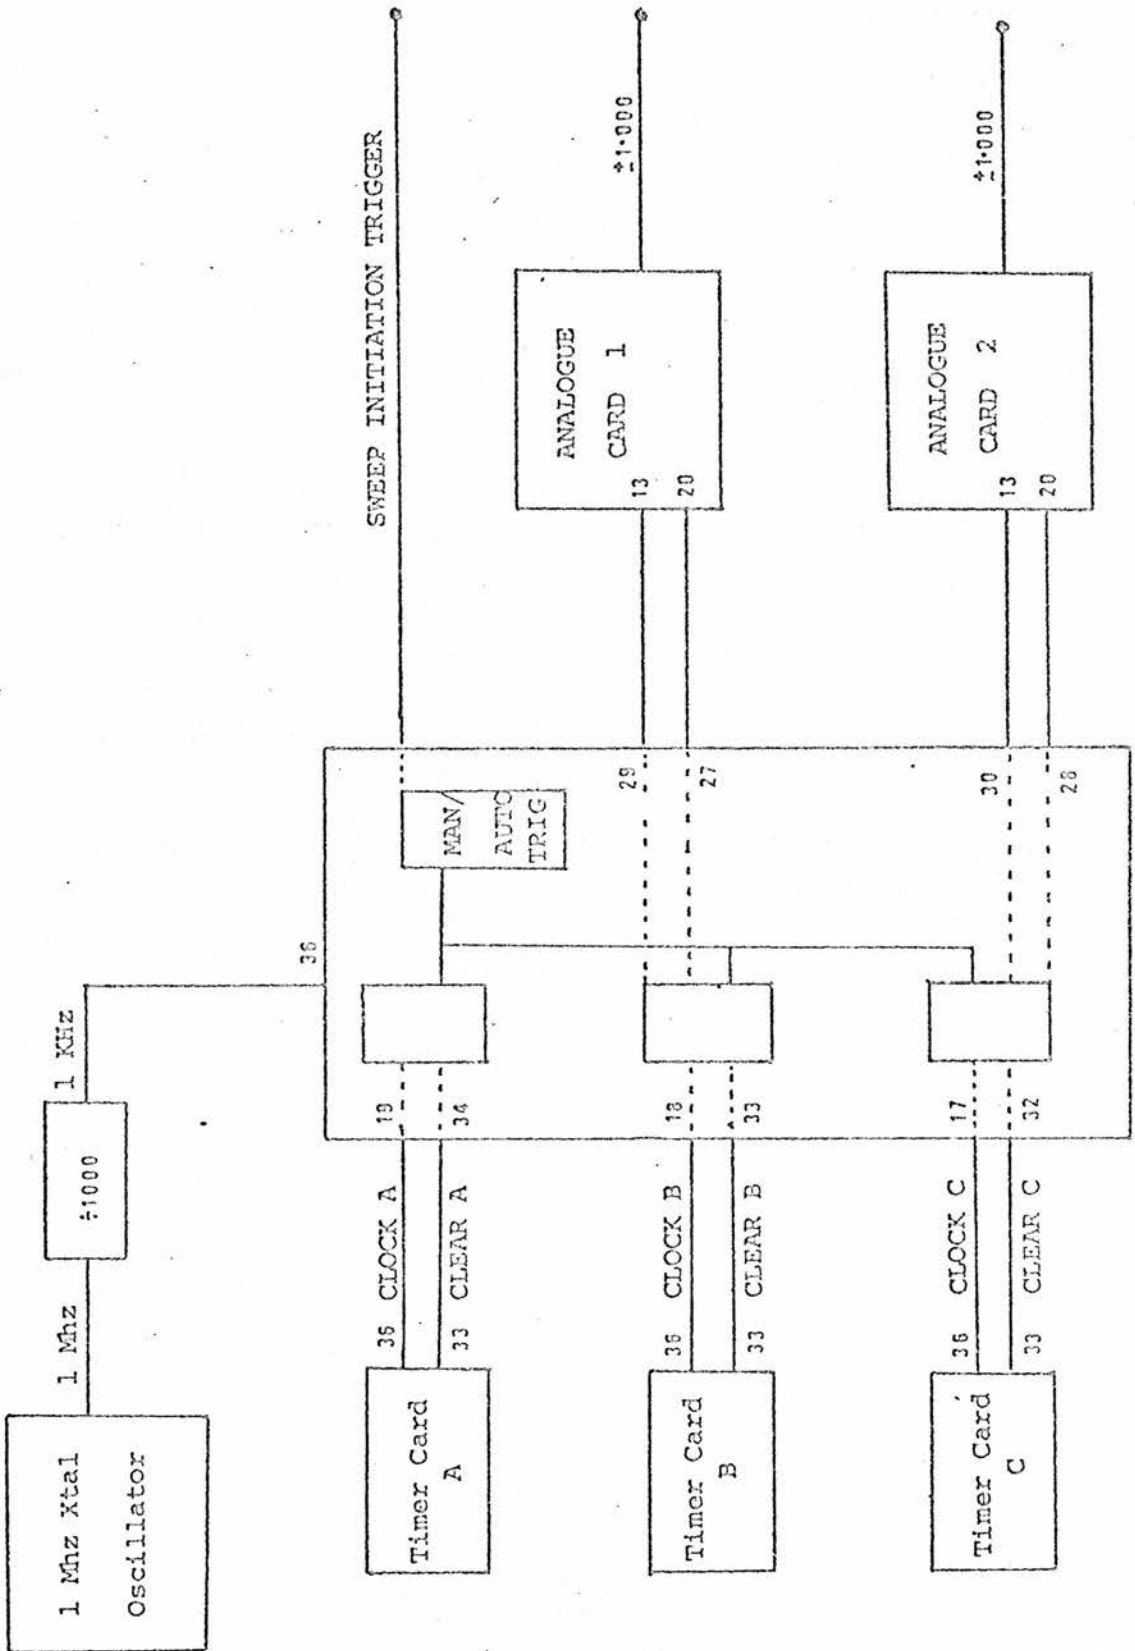 1 Mhz Xtal
Oscillator
1 Mhz
÷1000
1 KHz
36
Timer Card
A
36 CLOCK A
33 CLEAR A
19
34
MAN/
AUTO
TRIG
SWEEP INITIATION TRIGGER
Timer Card
B
36 CLOCK B
33 CLEAR B
18
33
29
27
13
20
ANALOGUE
CARD 1
±1·000
Timer Card
C
36 CLOCK C
33 CLEAR C
17
32
30
28
13
20
ANALOGUE
CARD 2
±1·000